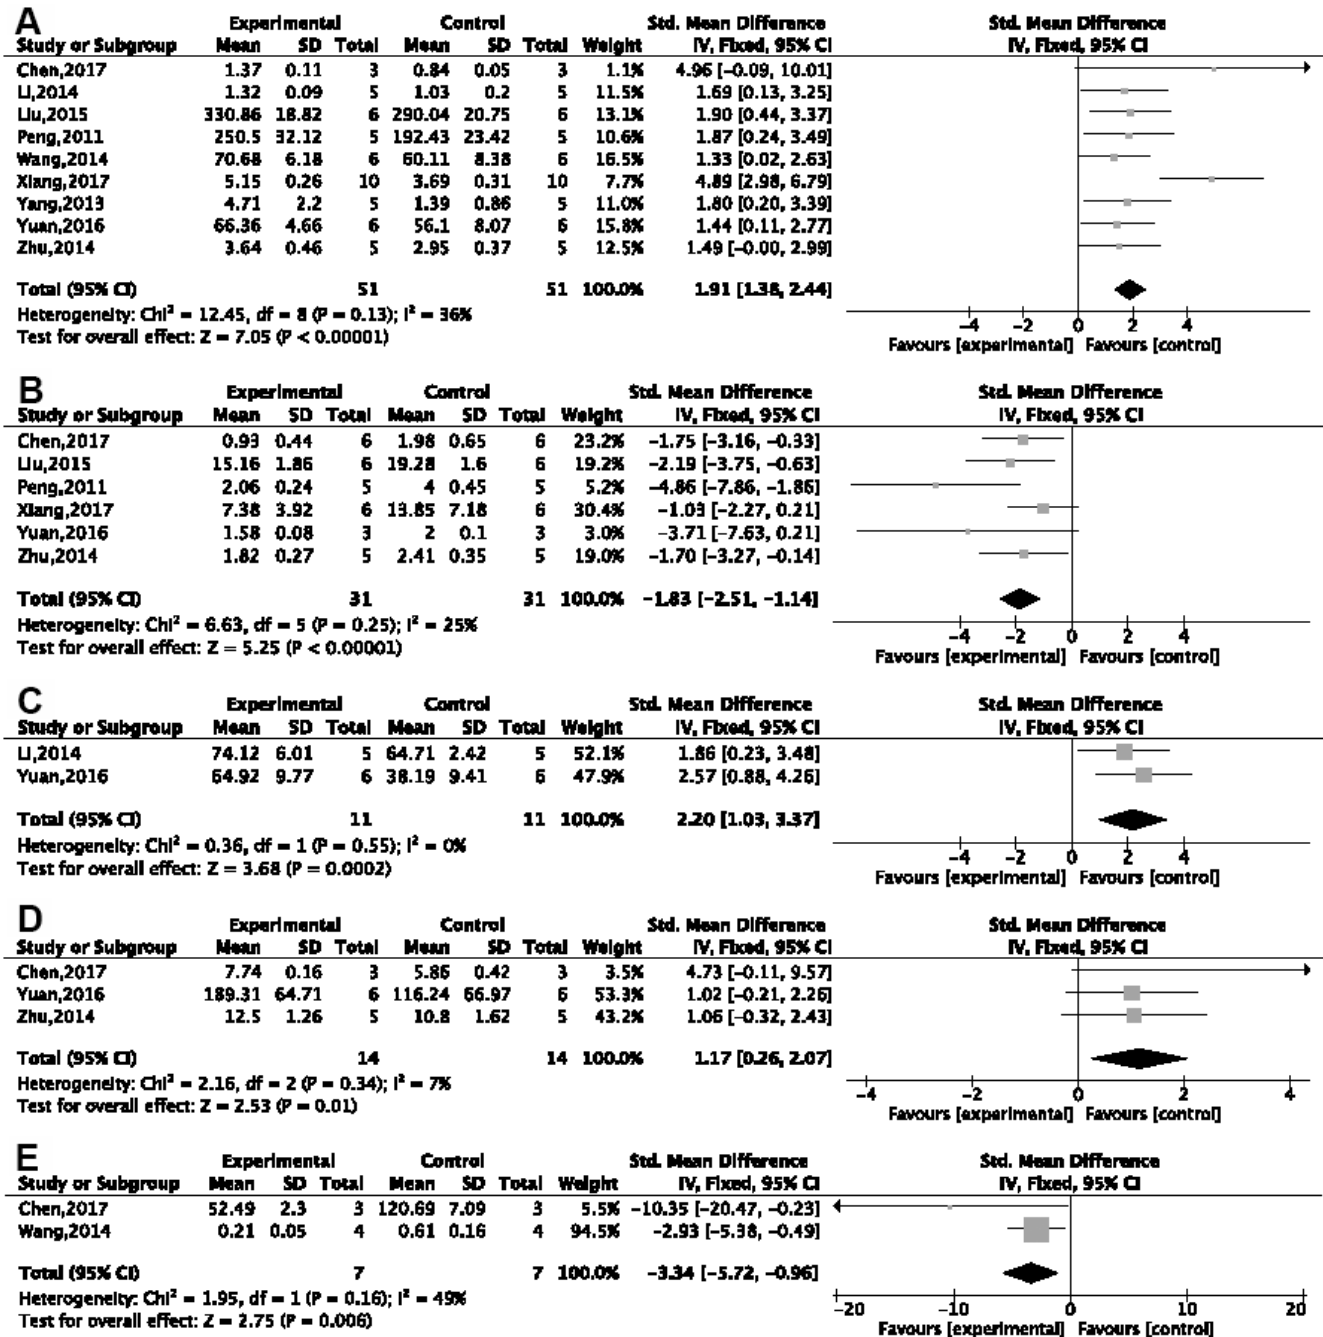 A
Experimental Control Std. Mean Difference Std. Mean Difference
Study or Subgroup Mean SD Total Mean SD Total Weight IV, Fixed, 95% CI IV, Fixed, 95% CI
Chen,2017 1.37 0.11 3 0.84 0.05 3 1.1% 4.96 [-0.09, 10.01]
Li,2014 1.32 0.09 5 1.03 0.2 5 11.5% 1.69 [0.13, 3.25]
Liu,2015 330.86 18.82 6 290.04 20.75 6 13.1% 1.90 [0.44, 3.37]
Peng,2011 250.5 32.12 5 192.43 23.42 5 10.6% 1.87 [0.24, 3.49]
Wang,2014 70.68 6.18 6 60.11 8.38 6 16.5% 1.33 [0.02, 2.63]
Xiang,2017 5.15 0.26 10 3.69 0.31 10 7.7% 4.89 [2.98, 6.79]
Yang,2013 4.71 2.2 5 1.39 0.86 5 11.0% 1.80 [0.20, 3.39]
Yuan,2016 66.36 4.66 6 56.1 8.07 6 15.8% 1.44 [0.11, 2.77]
Zhu,2014 3.64 0.46 5 2.95 0.37 5 12.5% 1.49 [-0.00, 2.99]
Total (95% CI) 51 51 100.0% 1.91 [1.38, 2.44]
Heterogeneity: Chi² = 12.45, df = 8 (P = 0.13); I² = 36%
Test for overall effect: Z = 7.05 (P < 0.00001)
-4 -2 0 2 4
Favours [experimental] Favours [control]
B
Experimental Control Std. Mean Difference Std. Mean Difference
Study or Subgroup Mean SD Total Mean SD Total Weight IV, Fixed, 95% CI IV, Fixed, 95% CI
Chen,2017 0.93 0.44 6 1.98 0.65 6 23.2% -1.75 [-3.16, -0.33]
Liu,2015 15.16 1.86 6 19.28 1.6 6 19.2% -2.19 [-3.75, -0.63]
Peng,2011 2.06 0.24 5 4 0.45 5 5.2% -4.86 [-7.86, -1.86]
Xiang,2017 7.38 3.92 6 13.85 7.18 6 30.4% -1.03 [-2.27, 0.21]
Yuan,2016 1.58 0.08 3 2 0.1 3 3.0% -3.71 [-7.63, 0.21]
Zhu,2014 1.82 0.27 5 2.41 0.35 5 19.0% -1.70 [-3.27, -0.14]
Total (95% CI) 31 31 100.0% -1.83 [-2.51, -1.14]
Heterogeneity: Chi² = 6.63, df = 5 (P = 0.25); I² = 25%
Test for overall effect: Z = 5.25 (P < 0.00001)
-4 -2 0 2 4
Favours [experimental] Favours [control]
C
Experimental Control Std. Mean Difference Std. Mean Difference
Study or Subgroup Mean SD Total Mean SD Total Weight IV, Fixed, 95% CI IV, Fixed, 95% CI
Li,2014 74.12 6.01 5 64.71 2.42 5 52.1% 1.86 [0.23, 3.48]
Yuan,2016 64.92 9.77 6 38.19 9.41 6 47.9% 2.57 [0.88, 4.26]
Total (95% CI) 11 11 100.0% 2.20 [1.03, 3.37]
Heterogeneity: Chi² = 0.36, df = 1 (P = 0.55); I² = 0%
Test for overall effect: Z = 3.68 (P = 0.0002)
-4 -2 0 2 4
Favours [experimental] Favours [control]
D
Experimental Control Std. Mean Difference Std. Mean Difference
Study or Subgroup Mean SD Total Mean SD Total Weight IV, Fixed, 95% CI IV, Fixed, 95% CI
Chen,2017 7.74 0.16 3 5.86 0.42 3 3.5% 4.73 [-0.11, 9.57]
Yuan,2016 189.31 64.71 6 116.24 66.97 6 53.3% 1.02 [-0.21, 2.26]
Zhu,2014 12.5 1.26 5 10.8 1.62 5 43.2% 1.06 [-0.32, 2.43]
Total (95% CI) 14 14 100.0% 1.17 [0.26, 2.07]
Heterogeneity: Chi² = 2.16, df = 2 (P = 0.34); I² = 7%
Test for overall effect: Z = 2.53 (P = 0.01)
-4 -2 0 2 4
Favours [experimental] Favours [control]
E
Experimental Control Std. Mean Difference Std. Mean Difference
Study or Subgroup Mean SD Total Mean SD Total Weight IV, Fixed, 95% CI IV, Fixed, 95% CI
Chen,2017 52.49 2.3 3 120.69 7.09 3 5.5% -10.35 [-20.47, -0.23]
Wang,2014 0.21 0.05 4 0.61 0.16 4 94.5% -2.93 [-5.38, -0.49]
Total (95% CI) 7 7 100.0% -3.34 [-5.72, -0.96]
Heterogeneity: Chi² = 1.95, df = 1 (P = 0.16); I² = 49%
Test for overall effect: Z = 2.75 (P = 0.006)
-20 -10 0 10 20
Favours [experimental] Favours [control]